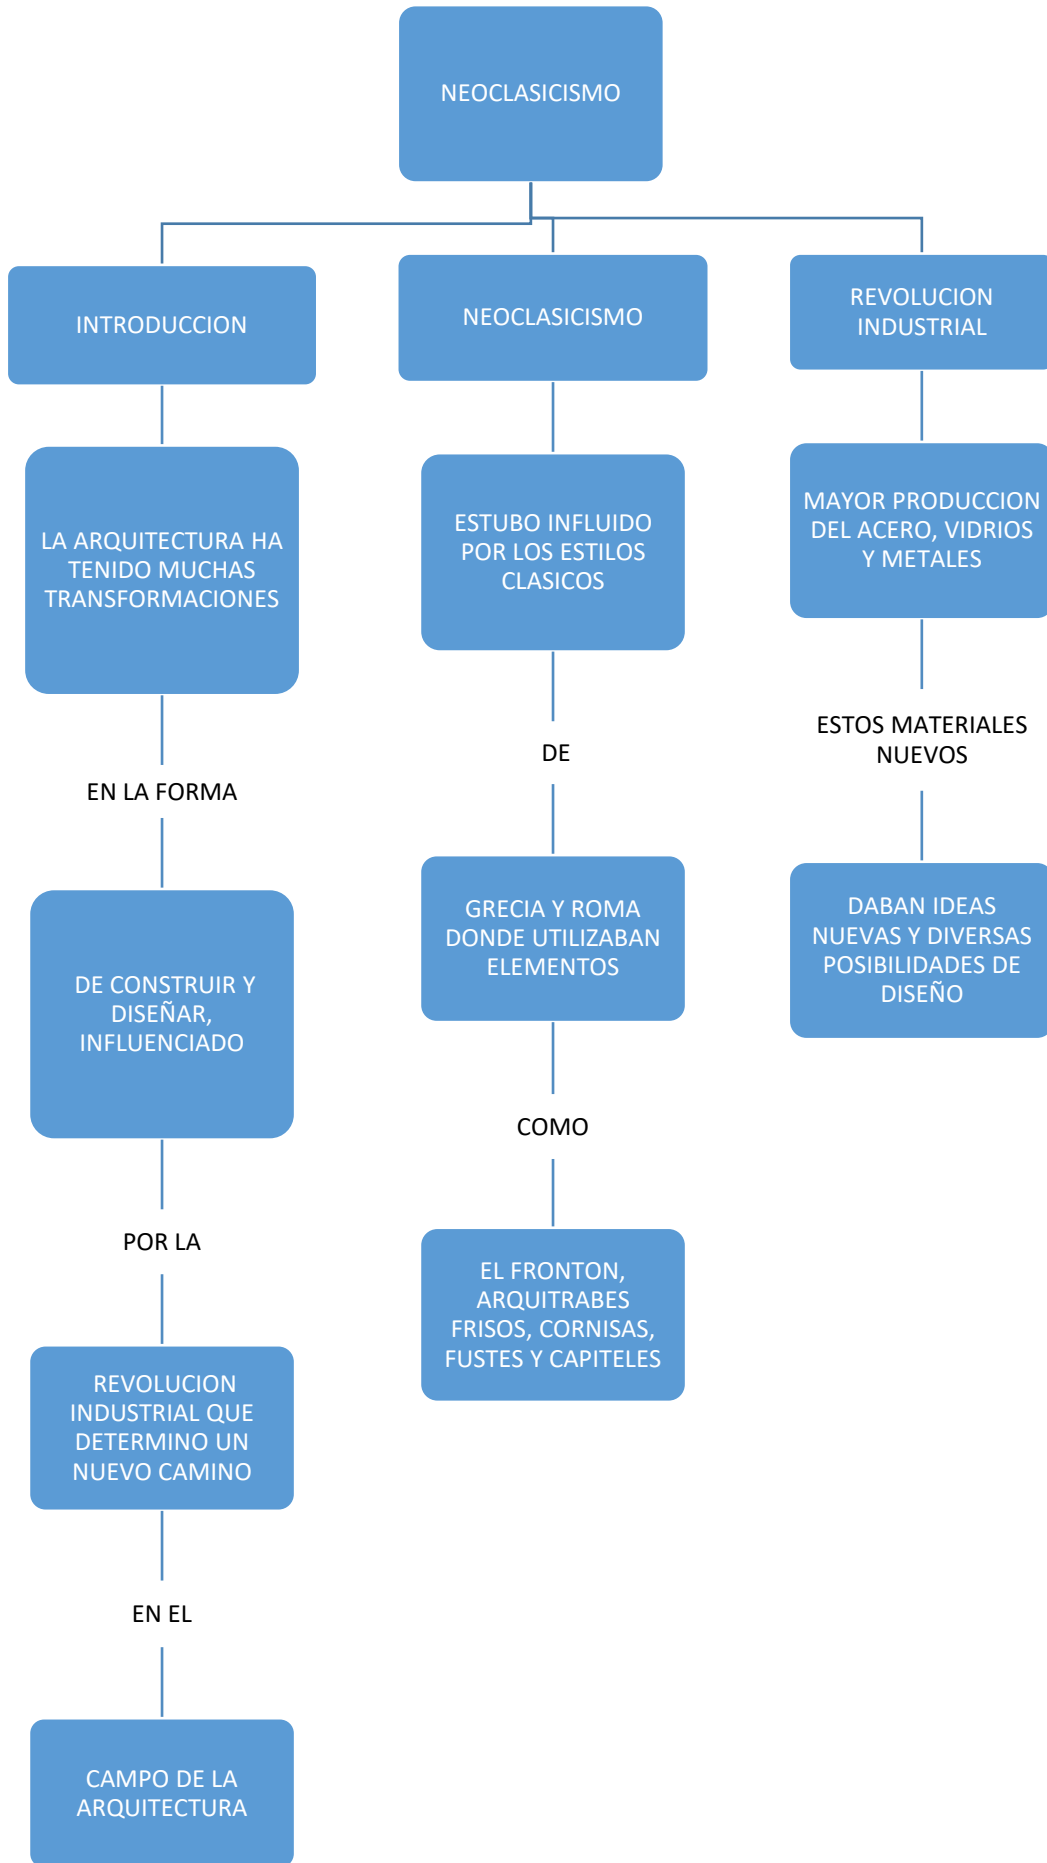 NEOCLASICISMO
INTRODUCCION
LA ARQUITECTURA HA
TENIDO MUCHAS
TRANSFORMACIONES
EN LA FORMA
DE CONSTRUIR Y
DISEÑAR,
INFLUENCIADO
POR LA
REVOLUCION
INDUSTRIAL QUE
DETERMINO UN
NUEVO CAMINO
EN EL
CAMPO DE LA
ARQUITECTURA
NEOCLASICISMO
ESTUBO INFLUIDO
POR LOS ESTILOS
CLASICOS
DE
GRECIA Y ROMA
DONDE UTILIZABAN
ELEMENTOS
COMO
EL FRONTON,
ARQUITRABES
FRISOS, CORNISAS,
FUSTES Y CAPITELES
REVOLUCION
INDUSTRIAL
MAYOR PRODUCCION
DEL ACERO, VIDRIOS
Y METALES
ESTOS MATERIALES
NUEVOS
DABAN IDEAS
NUEVAS Y DIVERSAS
POSIBILIDADES DE
DISEÑO